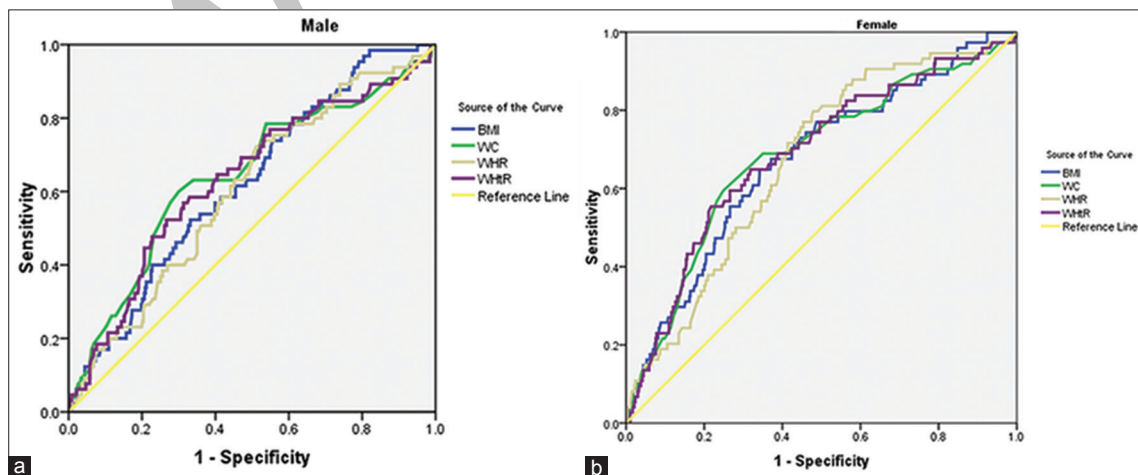 Male
Sensitivity
1.0
0.8
0.6
0.4
0.2
0.0
0.0 0.2 0.4 0.6 0.8 1.0
1 - Specificity
Source of the Curve
BMI
WC
WHR
WHtR
Reference Line
a
Female
Sensitivity
1.0
0.8
0.6
0.4
0.2
0.0
0.0 0.2 0.4 0.6 0.8 1.0
1 - Specificity
Source of the Curve
BMI
WC
WHR
WHtR
Reference Line
b